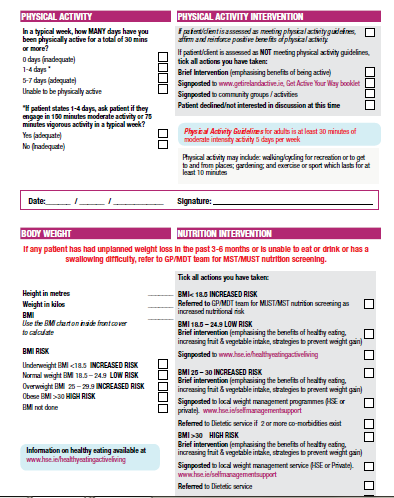 PHYSICAL ACTIVITY
In a typical week, how MANY days have you
been physically active for a total of 30 mins
or more?
0 days (inadequate)
1-4 days *
5-7 days (adequate)
Unable to be physically active
*If patient states 1-4 days, ask patient if they
engage in 150 minutes moderate activity or 75
minutes vigorous activity in a typical week?
Yes (adequate)
No (inadequate)
PHYSICAL ACTIVITY INTERVENTION
If patient/client is assessed as meeting physical activity guidelines,
affirm and reinforce positive benefits of physical activity.
If patient/client is assessed as NOT meeting physical activity guidelines,
tick all actions you have taken:
Brief Intervention (emphasising benefits of being active)
Signposted to www.getirelandactive.ie, Get Active Your Way booklet
Signposted to community groups / activities
Patient declined/not interested in discussion at this time
Physical Activity Guidelines for adults is at least 30 minutes of
moderate intensity activity 5 days per week
Physical activity may include: walking/cycling for recreation or to get
to and from places; gardening; and exercise or sport which lasts for at
least 10 minutes
Date:______ / ______ / ____________ Signature: ______________________________
BODY WEIGHT
NUTRITION INTERVENTION
If any patient has had unplanned weight loss in the past 3-6 months or is unable to eat or drink or has a
swallowing difficulty, refer to GP/MDT team for MST/MUST nutrition screening.
Height in metres ______
Weight in kilos ______
BMI ______
Use the BMI chart on inside front cover
to calculate
BMI RISK
Underweight BMI <18.5 INCREASED RISK
Normal weight BMI 18.5 – 24.9 LOW RISK
Overweight BMI 25 – 29.9 INCREASED RISK
Obese BMI >30 HIGH RISK
BMI not done
Information on healthy eating available at
www.hse.ie/healthyeatingactiveliving
Tick all actions you have taken:
BMI< 18.5 INCREASED RISK
Referred to GP/MDT team for MUST/MST nutrition screening as
increased nutritional risk
BMI 18.5 – 24.9 LOW RISK
Brief intervention (emphasising the benefits of healthy eating,
increasing fruit & vegetable intake, strategies to prevent weight gain)
Signposted to www.hse.ie/healthyeatingactiveliving
BMI 25 – 30 INCREASED RISK
Brief intervention (emphasising the benefits of healthy eating,
increasing fruit & vegetable intake, strategies to prevent weight gain)
Signposted to local weight management programmes (HSE or
private). www.hse.ie/selfmanagementsupport
Referred to Dietetic service if 2 or more co-morbidities exist
BMI >30 HIGH RISK
Brief intervention (emphasising the benefits of healthy eating,
increasing fruit & vegetable intake, strategies to prevent weight gain)
Signposted to local weight management service (HSE or Private).
www.hse.ie/selfmanagementsupport
Referred to Dietetic service